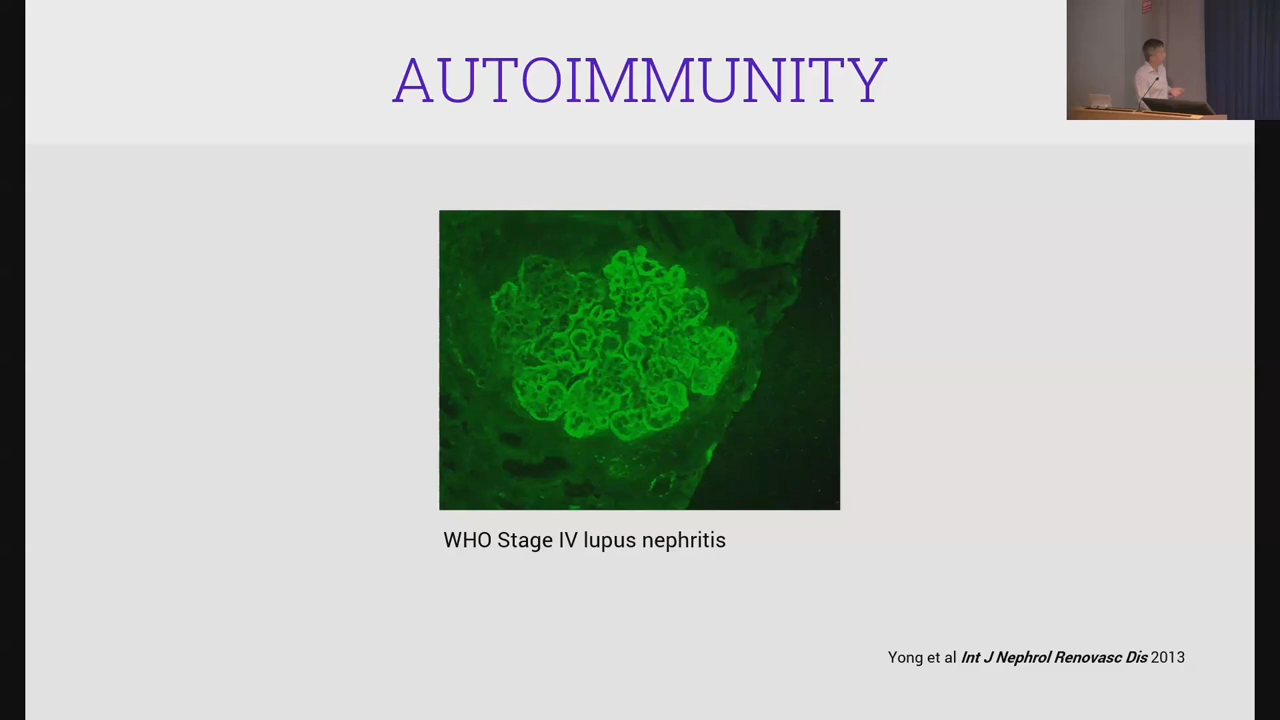 AUTOIMMUNITY
WHO Stage IV lupus nephritis
Yong et al Int J Nephrol Renovasc Dis 2013